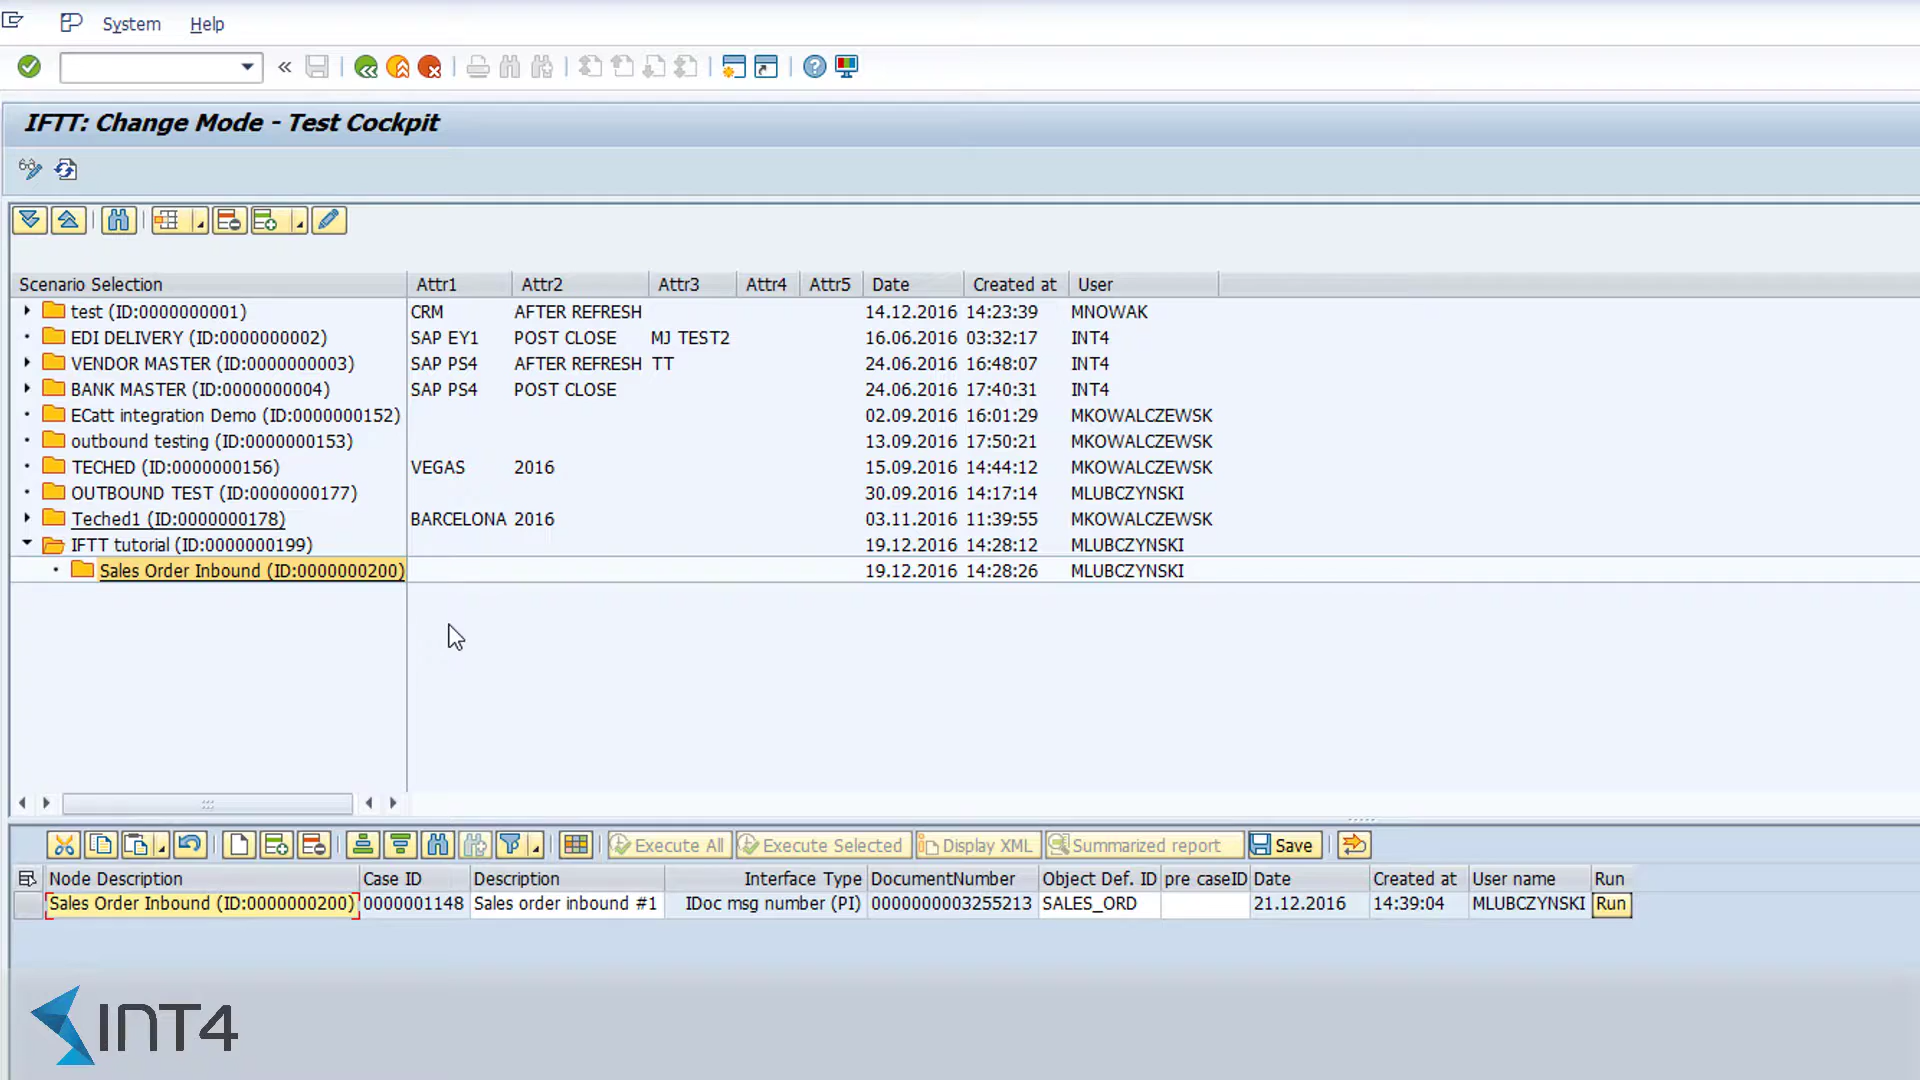 System Help
IFTT: Change Mode - Test Cockpit
Scenario Selection Attr1 Attr2 Attr3 Attr4 Attr5 Date Created at User
test (ID:0000000001) CRM AFTER REFRESH 14.12.2016 14:23:39 MNOWAK
EDI DELIVERY (ID:0000000002) SAP EY1 POST CLOSE MJ TEST2 16.06.2016 03:32:17 INT4
VENDOR MASTER (ID:0000000003) SAP PS4 AFTER REFRESH TT 24.06.2016 16:48:07 INT4
BANK MASTER (ID:0000000004) SAP PS4 POST CLOSE 24.06.2016 17:40:31 INT4
ECatt integration Demo (ID:0000000152) 02.09.2016 16:01:29 MKOWALCZEWSK
outbound testing (ID:0000000153) 13.09.2016 17:50:21 MKOWALCZEWSK
TECHED (ID:0000000156) VEGAS 2016 15.09.2016 14:44:12 MKOWALCZEWSK
OUTBOUND TEST (ID:0000000177) 30.09.2016 14:17:14 MLUBCZYNSKI
Teched1 (ID:0000000178) BARCELONA 2016 03.11.2016 11:39:55 MKOWALCZEWSK
IFTT tutorial (ID:0000000199) 19.12.2016 14:28:12 MLUBCZYNSKI
Sales Order Inbound (ID:0000000200) 19.12.2016 14:28:26 MLUBCZYNSKI
Execute All Execute Selected Display XML Summarized report Save
Node Description Case ID Description Interface Type DocumentNumber Object Def. ID pre caseID Date Created at User name Run
Sales Order Inbound (ID:0000000200) 0000001148 Sales order inbound #1 IDoc msg number (PI) 0000000003255213 SALES_ORD 21.12.2016 14:39:04 MLUBCZYNSKI Run
INT4